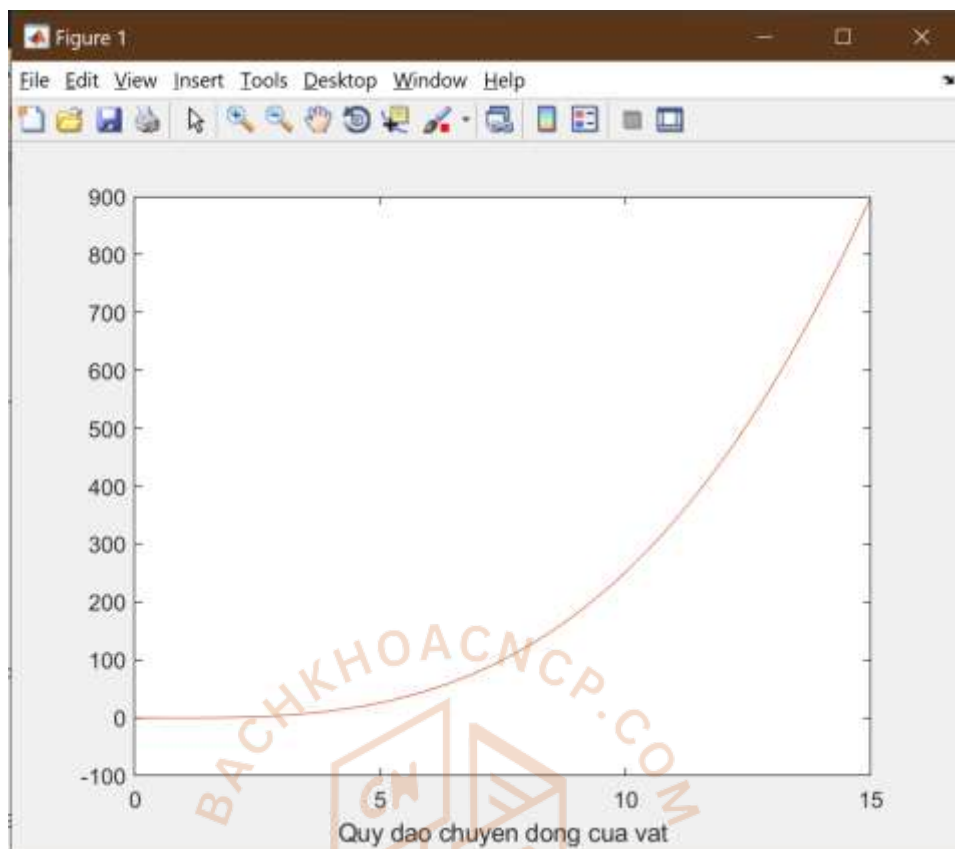 Figure 1
File Edit View Insert Tools Desktop Window Help
900
800
700
600
500
400
300
200
100
0
-100
0 5 10 15
Quy dao chuyen dong cua vat
BACHKHOACNCP.COM